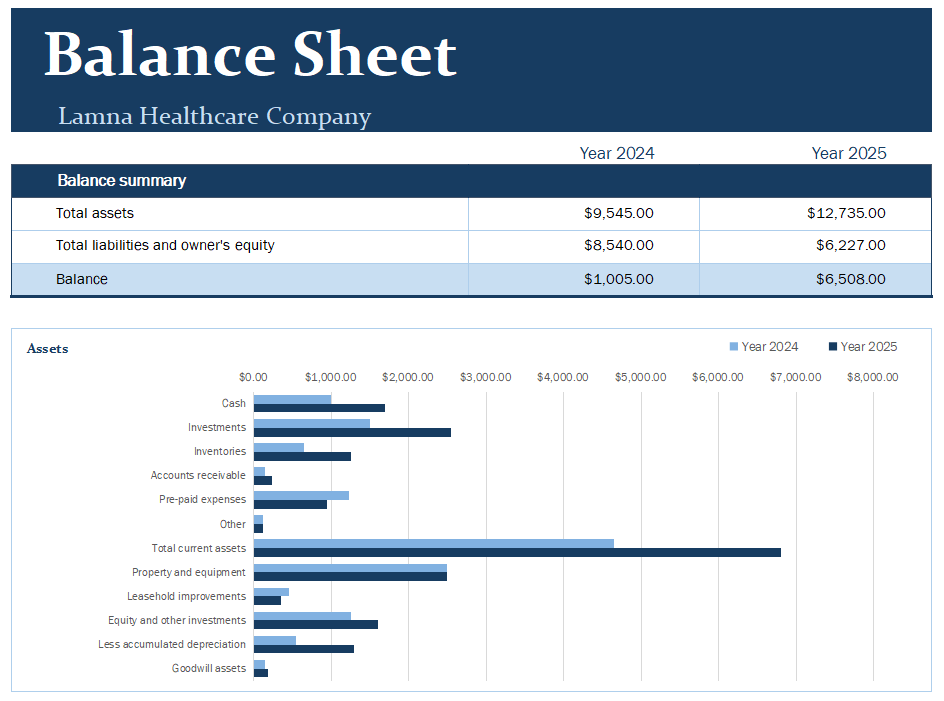 Balance Sheet
Lamna Healthcare Company
Year 2024 Year 2025
Balance summary
Total assets $9,545.00 $12,735.00
Total liabilities and owner's equity $8,540.00 $6,227.00
Balance $1,005.00 $6,508.00
Assets
Year 2024 Year 2025
$0.00 $1,000.00 $2,000.00 $3,000.00 $4,000.00 $5,000.00 $6,000.00 $7,000.00 $8,000.00
Cash
Investments
Inventories
Accounts receivable
Pre-paid expenses
Other
Total current assets
Property and equipment
Leasehold improvements
Equity and other investments
Less accumulated depreciation
Goodwill assets